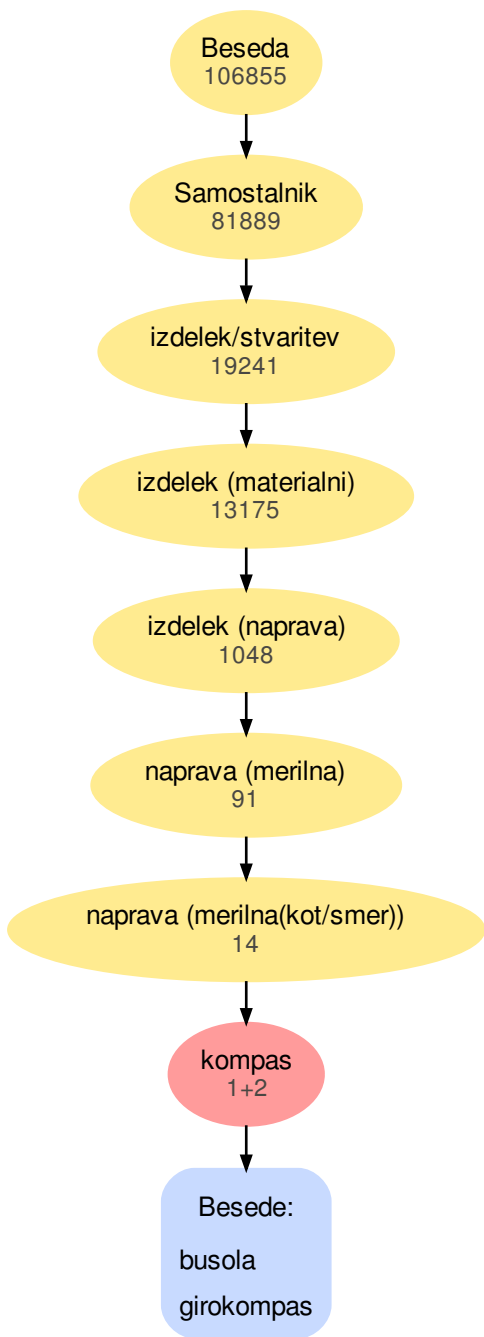 Beseda
106855
Samostalnik
81889
izdelek/stvaritev
19241
izdelek (materialni)
13175
izdelek (naprava)
1048
naprava (merilna)
91
naprava (merilna(kot/smer))
14
kompas
1+2
Besede:
busola
girokompas